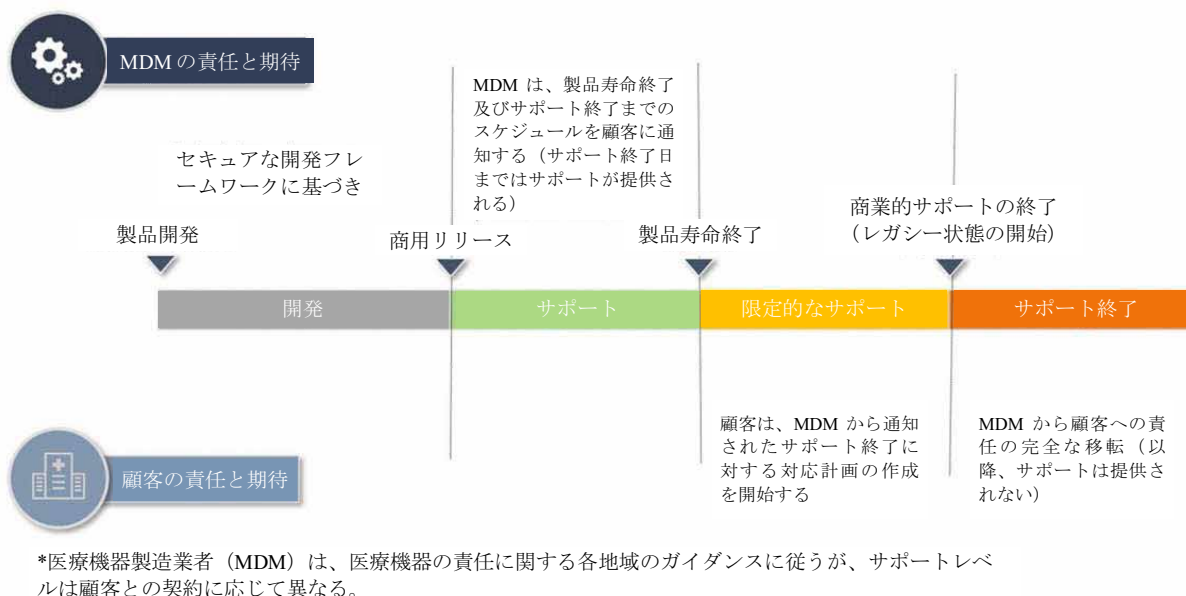 MDM の責任と期待
MDM は、製品寿命終了
及びサポート終了までの
スケジュールを顧客に通
知する（サポート終了日
まではサポートが提供さ
れる）
セキュアな開発フレ
ームワークに基づき
製品開発
商用リリース
製品寿命終了
商業的サポートの終了
（レガシー状態の開始）
開発
サポート
限定的なサポート
サポート終了
顧客の責任と期待
顧客は、MDM から通知
されたサポート終了に
対する対応計画の作成
を開始する
MDM から顧客への責
任の完全な移転（以
降、サポートは提供さ
れない）
*医療機器製造業者（MDM）は、医療機器の責任に関する各地域のガイダンスに従うが、サポートレベ
ルは顧客との契約に応じて異なる。